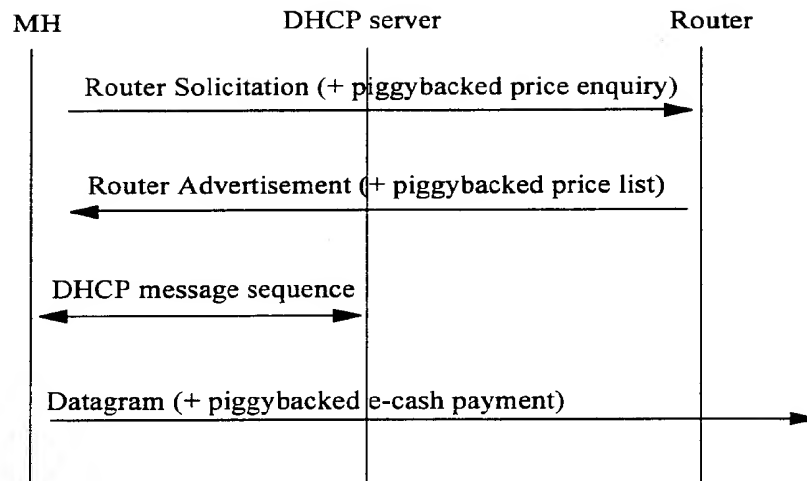 MH DHCP server Router
Router Solicitation (+ piggybacked price enquiry)
Router Advertisement (+ piggybacked price list)
DHCP message sequence
Datagram (+ piggybacked e-cash payment)